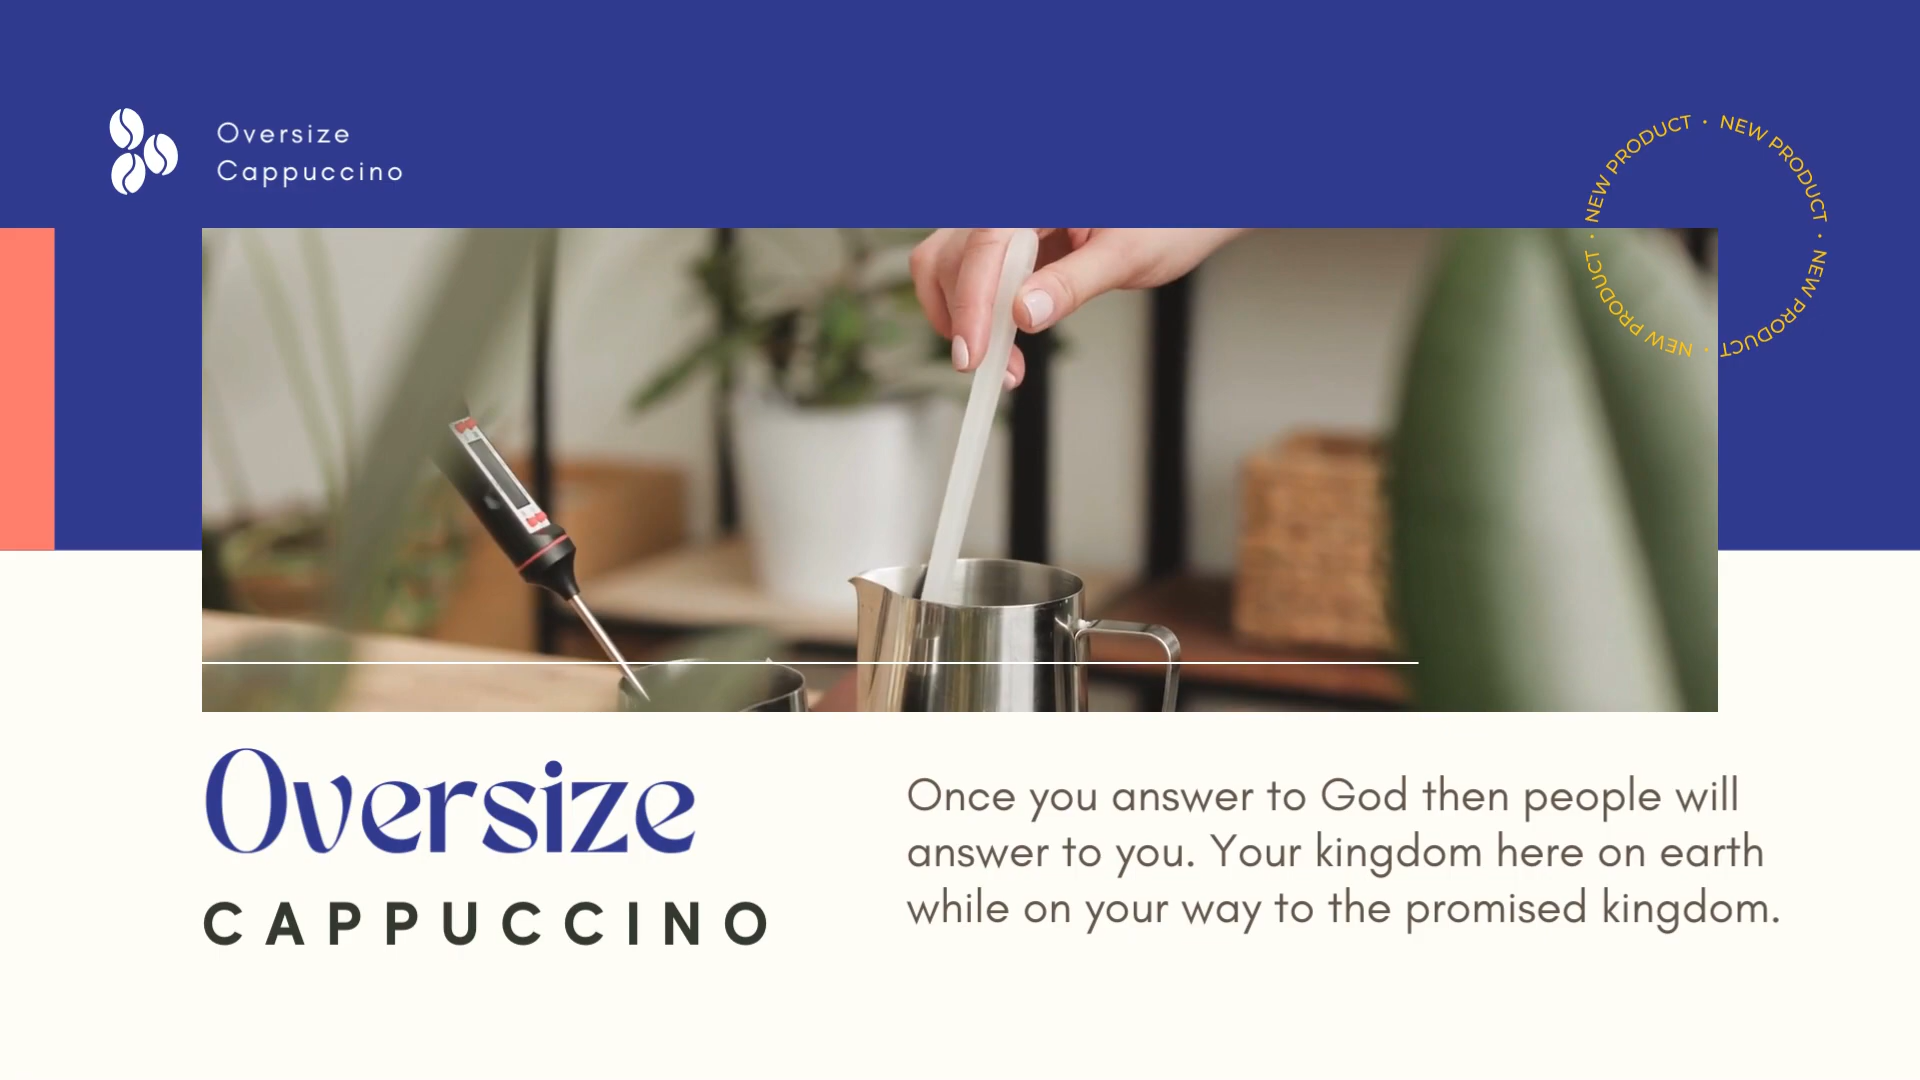 Oversize
Cappuccino
NEW PRODUCT · NEW PRODUCT · NEW PRODUCT · NEW PRODUCT ·
Oversize
CAPPUCCINO
Once you answer to God then people will
answer to you. Your kingdom here on earth
while on your way to the promised kingdom.